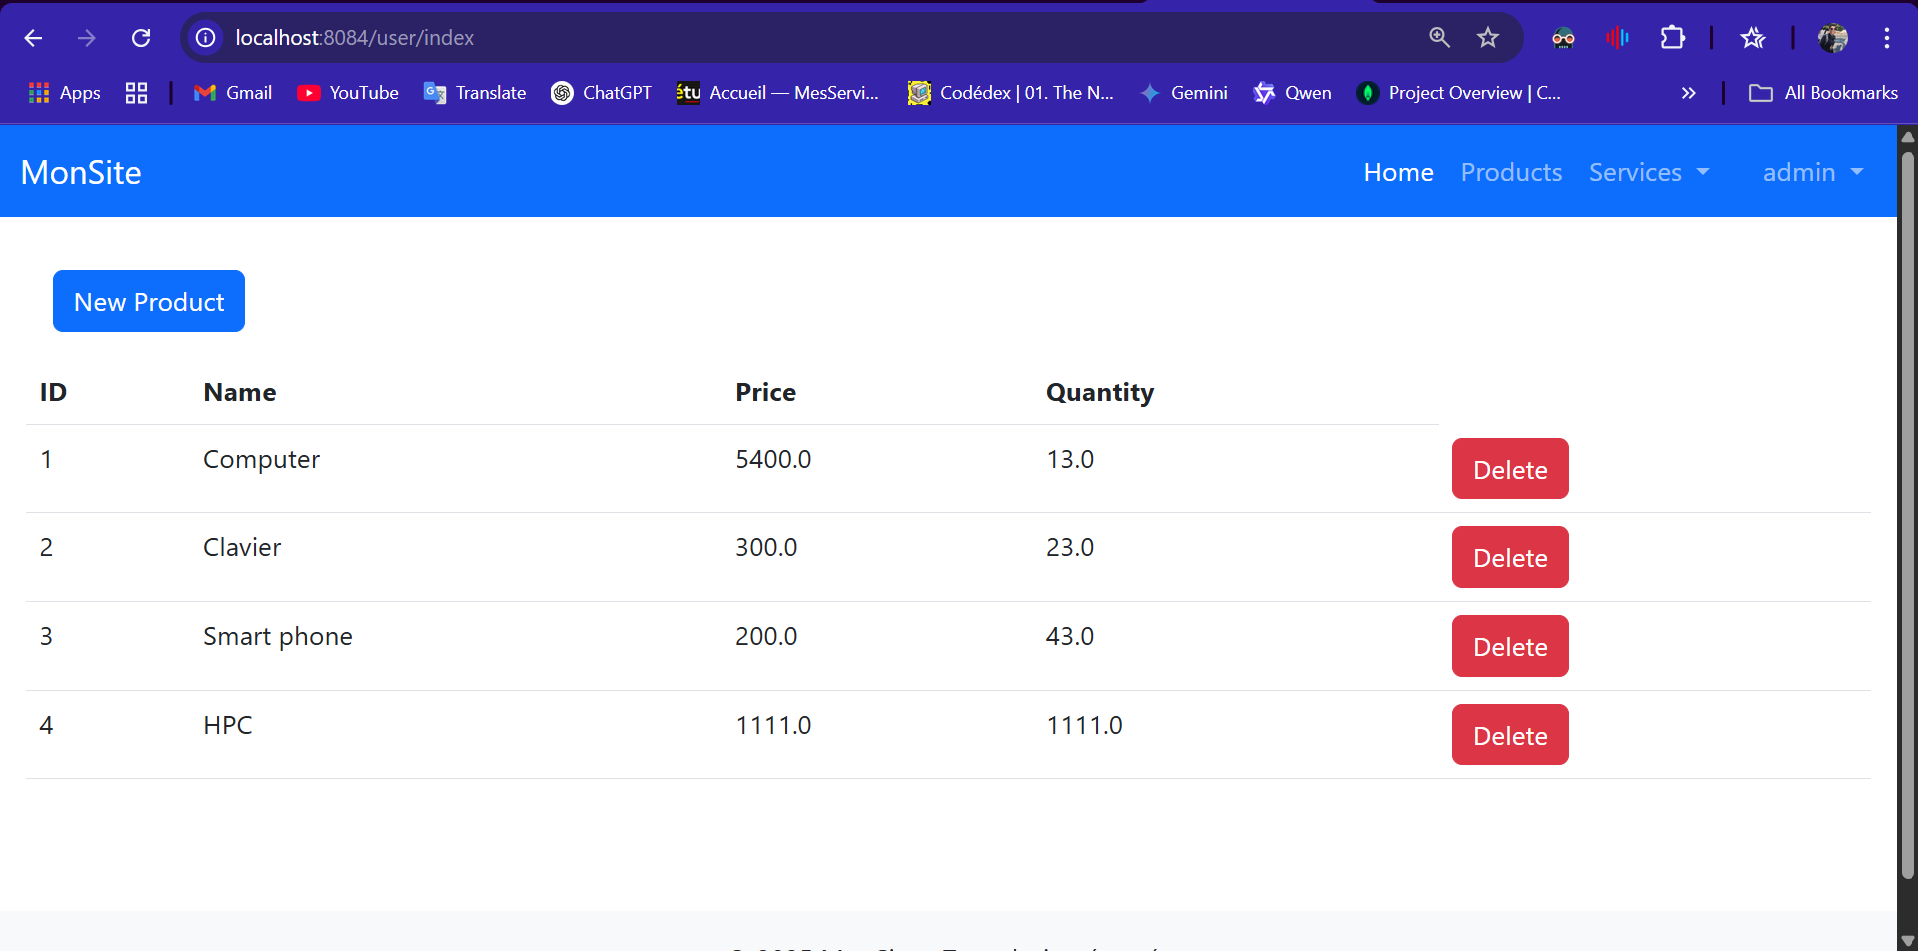 localhost:8084/user/index
Apps Gmail YouTube Translate ChatGPT étu Accueil — MesServi... Codédex | 01. The N... Gemini Qwen Project Overview | C... » All Bookmarks
MonSite Home Products Services admin
New Product
ID Name Price Quantity
1 Computer 5400.0 13.0 Delete
2 Clavier 300.0 23.0 Delete
3 Smart phone 200.0 43.0 Delete
4 HPC 1111.0 1111.0 Delete